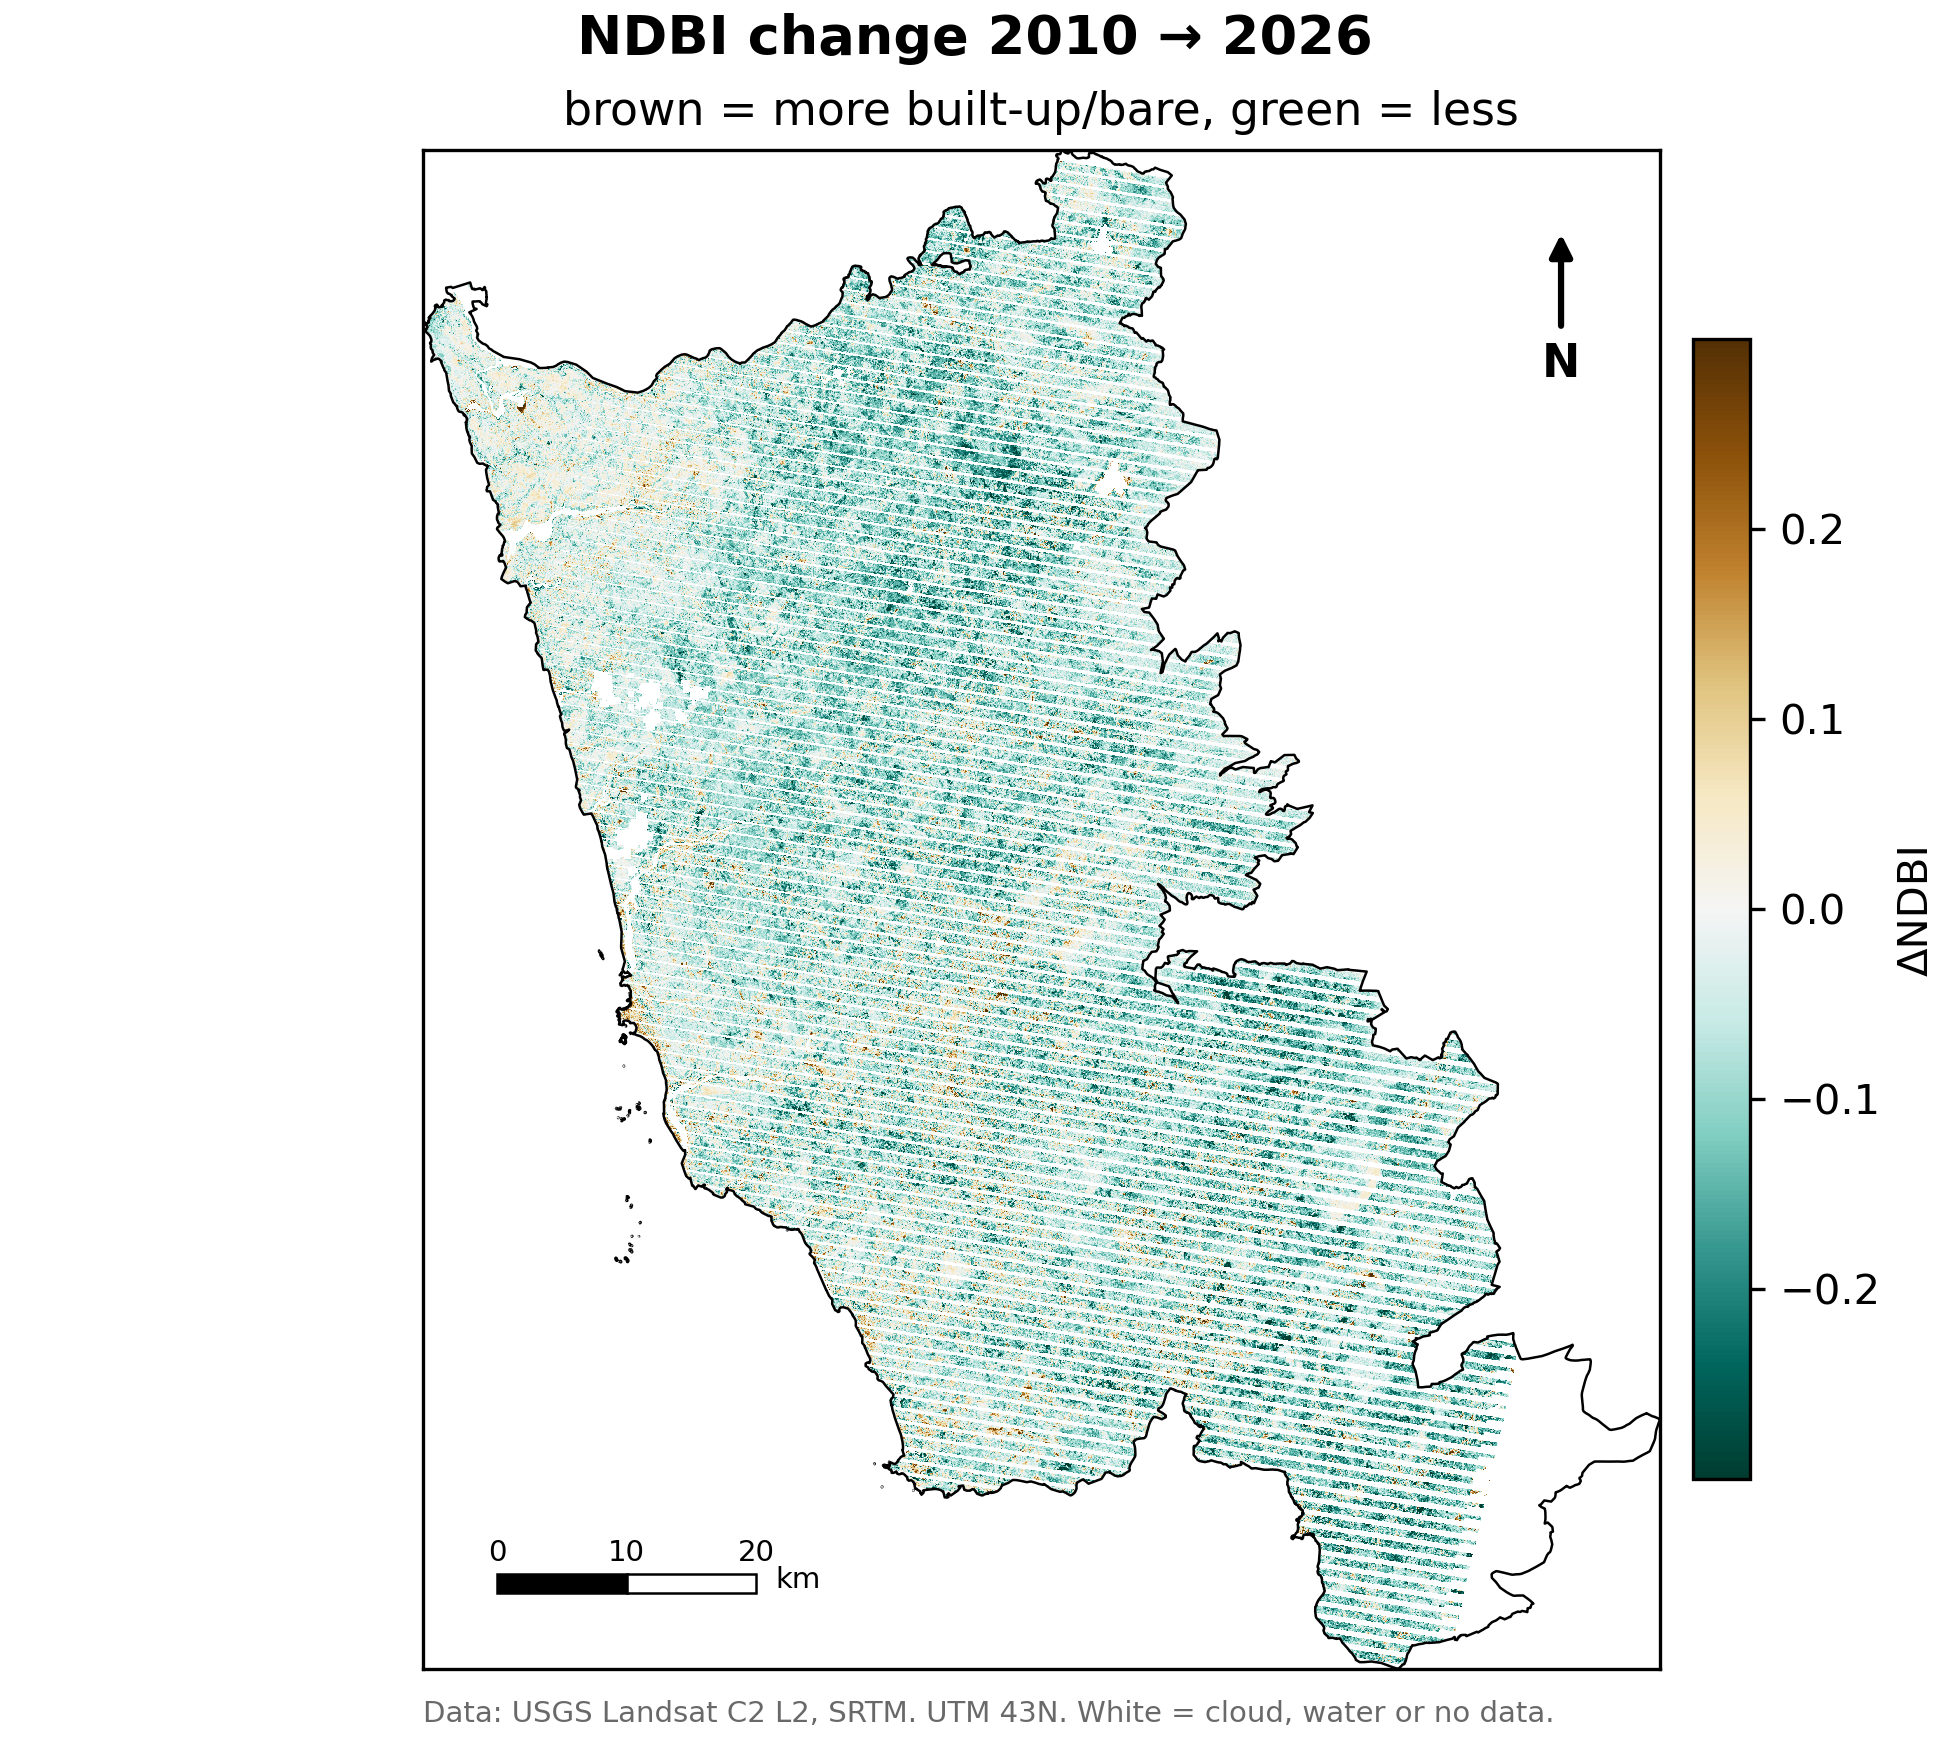 NDBI change 2010 → 2026
brown = more built-up/bare, green = less
N
0.2
0.1
0.0
−0.1
−0.2
ΔNDBI
0 10 20
km
Data: USGS Landsat C2 L2, SRTM. UTM 43N. White = cloud, water or no data.